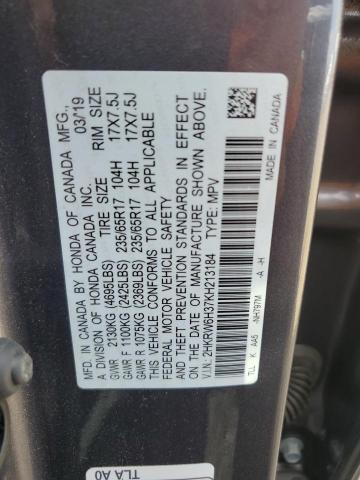 MFD. IN CANADA BY HONDA OF CANADA MFG.,
A DIVISION OF HONDA CANADA INC. 03/19
TIRE SIZE RIM SIZE
GVWR 2130KG (4695LBS)
GAWR F 1100KG (2425LBS) 235/65R17 104H 17X7.5J
GAWR R 1075KG (2369LBS) 235/65R17 104H 17X7.5J
THIS VEHICLE CONFORMS TO ALL APPLICABLE
FEDERAL MOTOR VEHICLE SAFETY AND THEFT
PREVENTION STANDARDS IN EFFECT
ON THE DATE OF MANUFACTURE SHOWN ABOVE.
V.I.N.: 2HKRW6H37KH213184 TYPE: MPV
TLL K AA5 -NH797M -A -H
MADE IN CANADA
TLA A0